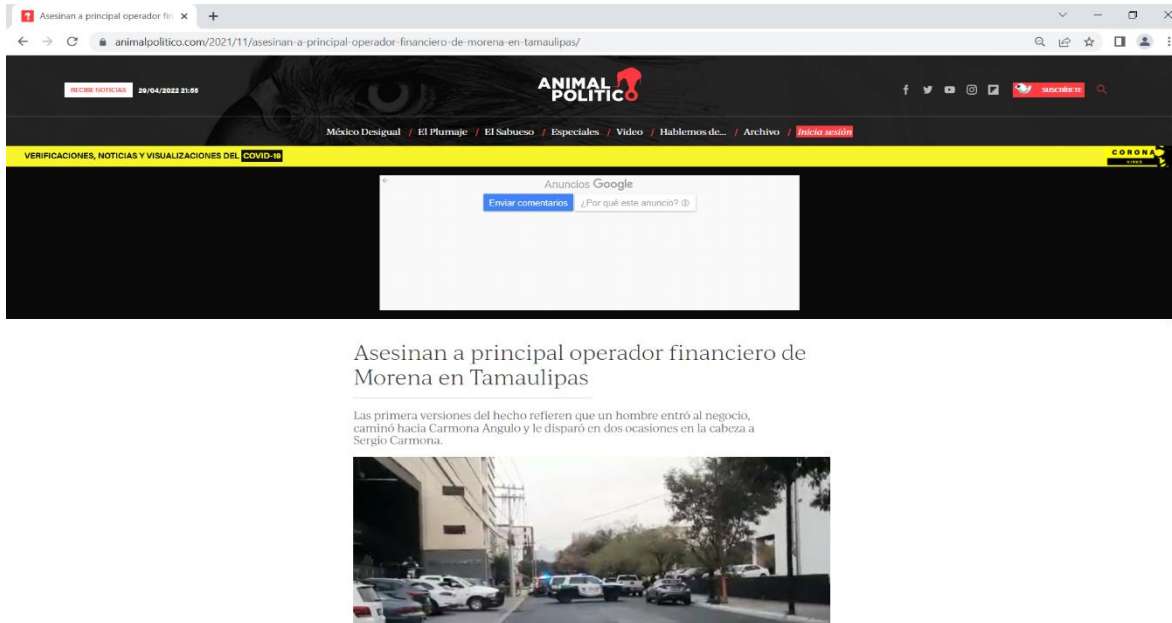 Asesinan a principal operador fin
animalpolitico.com/2021/11/asesinan-a-principal-operador-financiero-de-morena-en-tamaulipas/
RECIBE NOTICIAS 29/04/2022 21:55
ANIMAL
POLÍTICO
SUSCRÍBETE
México Desigual / El Plumaje / El Sabueso / Especiales / Video / Hablemos de... / Archivo / Inicia sesión
VERIFICACIONES, NOTICIAS Y VISUALIZACIONES DEL COVID-19
CORONA
VIRUS
Anuncios Google
Enviar comentarios ¿Por qué este anuncio?
Asesinan a principal operador financiero de
Morena en Tamaulipas
Las primera versiones del hecho refieren que un hombre entró al negocio,
caminó hacia Carmona Angulo y le disparó en dos ocasiones en la cabeza a
Sergio Carmona.